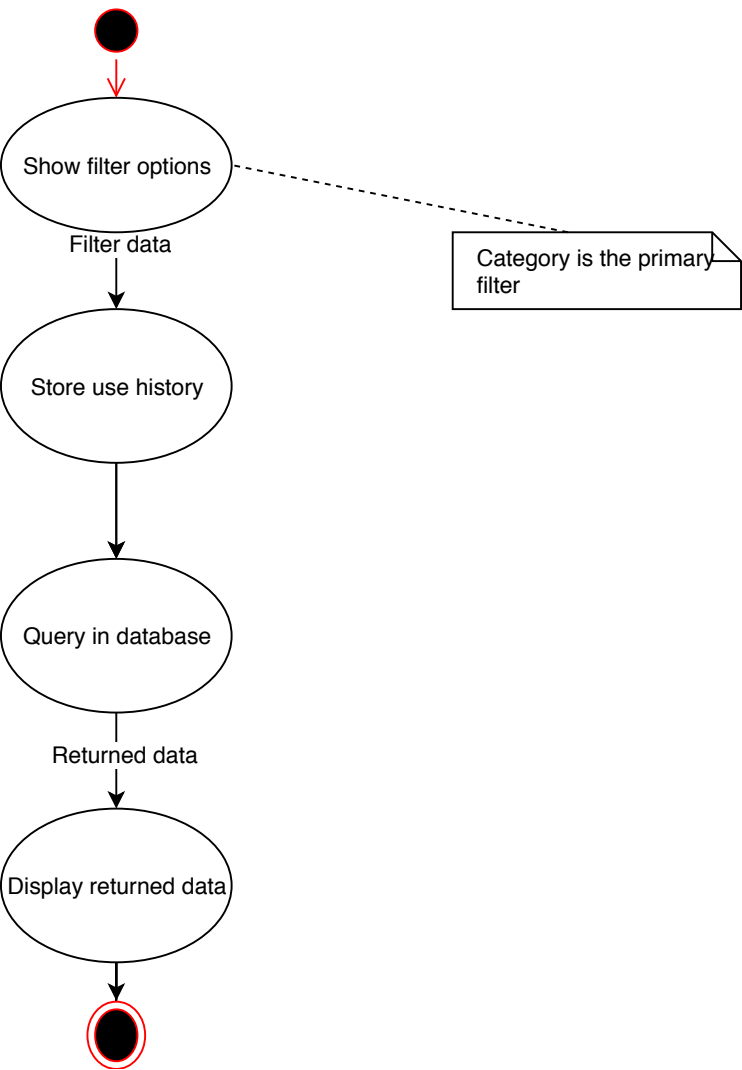 Show filter options
Filter data
Category is the primary
filter
Store use history
Query in database
Returned data
Display returned data